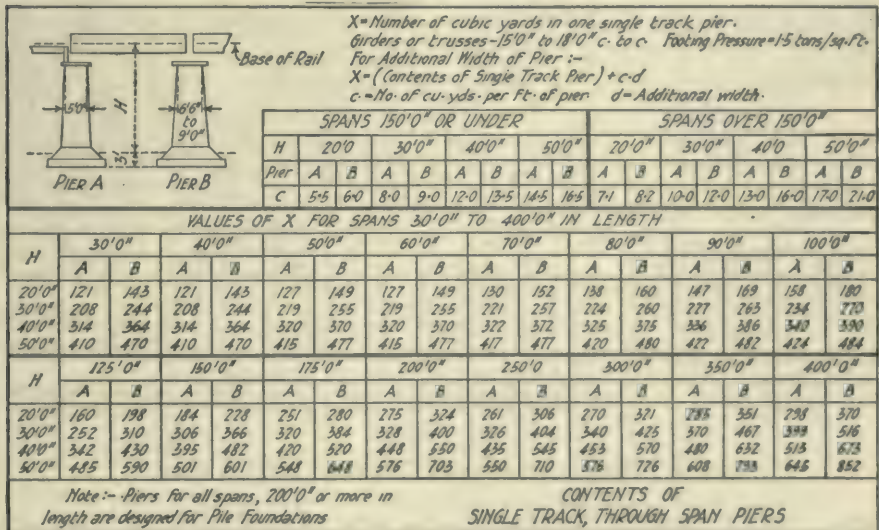 X=Number of cubic yards in one single track pier.
Girders or trusses-15'0" to 18'0" c. to c. Footing Pressure=1.5 tons/sq.ft.
Base of Rail
For Additional Width of Pier :-
X=(Contents of Single Track Pier)+c.d
c.=No. of cu.yds. per ft. of pier. d=Additional width.
5'0" H 6'6" to 9'0"
3'
PIER A PIER B
SPANS 150'0" OR UNDER SPANS OVER 150'0"
H 20'0 30'0" 40'0" 50'0" 20'0" 30'0" 40'0 50'0"
Pier A B A B A B A B A B A B A B A B
C 5.5 6.0 8.0 9.0 12.0 13.5 14.5 16.5 7.1 8.2 10.0 12.0 13.0 16.0 17.0 21.0
VALUES OF X FOR SPANS 30'0" TO 400'0" IN LENGTH
H 30'0" 40'0" 50'0" 60'0" 70'0" 80'0" 90'0" 100'0"
A B A B A B A B A B A B A B A B
20'0" 121 143 121 143 127 149 127 149 130 152 138 160 147 169 158 180
30'0" 208 244 208 244 219 255 219 255 221 257 224 260 227 263 234 270
40'0" 314 364 314 364 320 370 320 370 322 372 325 375 336 386 340 390
50'0" 410 470 410 470 415 477 415 477 417 477 420 480 422 482 424 484
H 125'0" 150'0" 175'0" 200'0" 250'0 300'0" 350'0" 400'0"
A B A B A B A B A B A B A B A B
20'0" 160 198 184 228 251 280 275 324 261 306 270 321 285 351 298 370
30'0" 252 310 306 366 320 384 328 400 326 404 340 425 370 467 516
40'0" 342 430 395 482 420 520 448 550 435 545 453 570 480 632 513 673
50'0" 485 590 501 601 548 648 576 703 550 710 576 726 608 793 645 852
Note :- Piers for all spans, 200'0" or more in
length are designed for Pile Foundations
CONTENTS OF
SINGLE TRACK, THROUGH SPAN PIERS